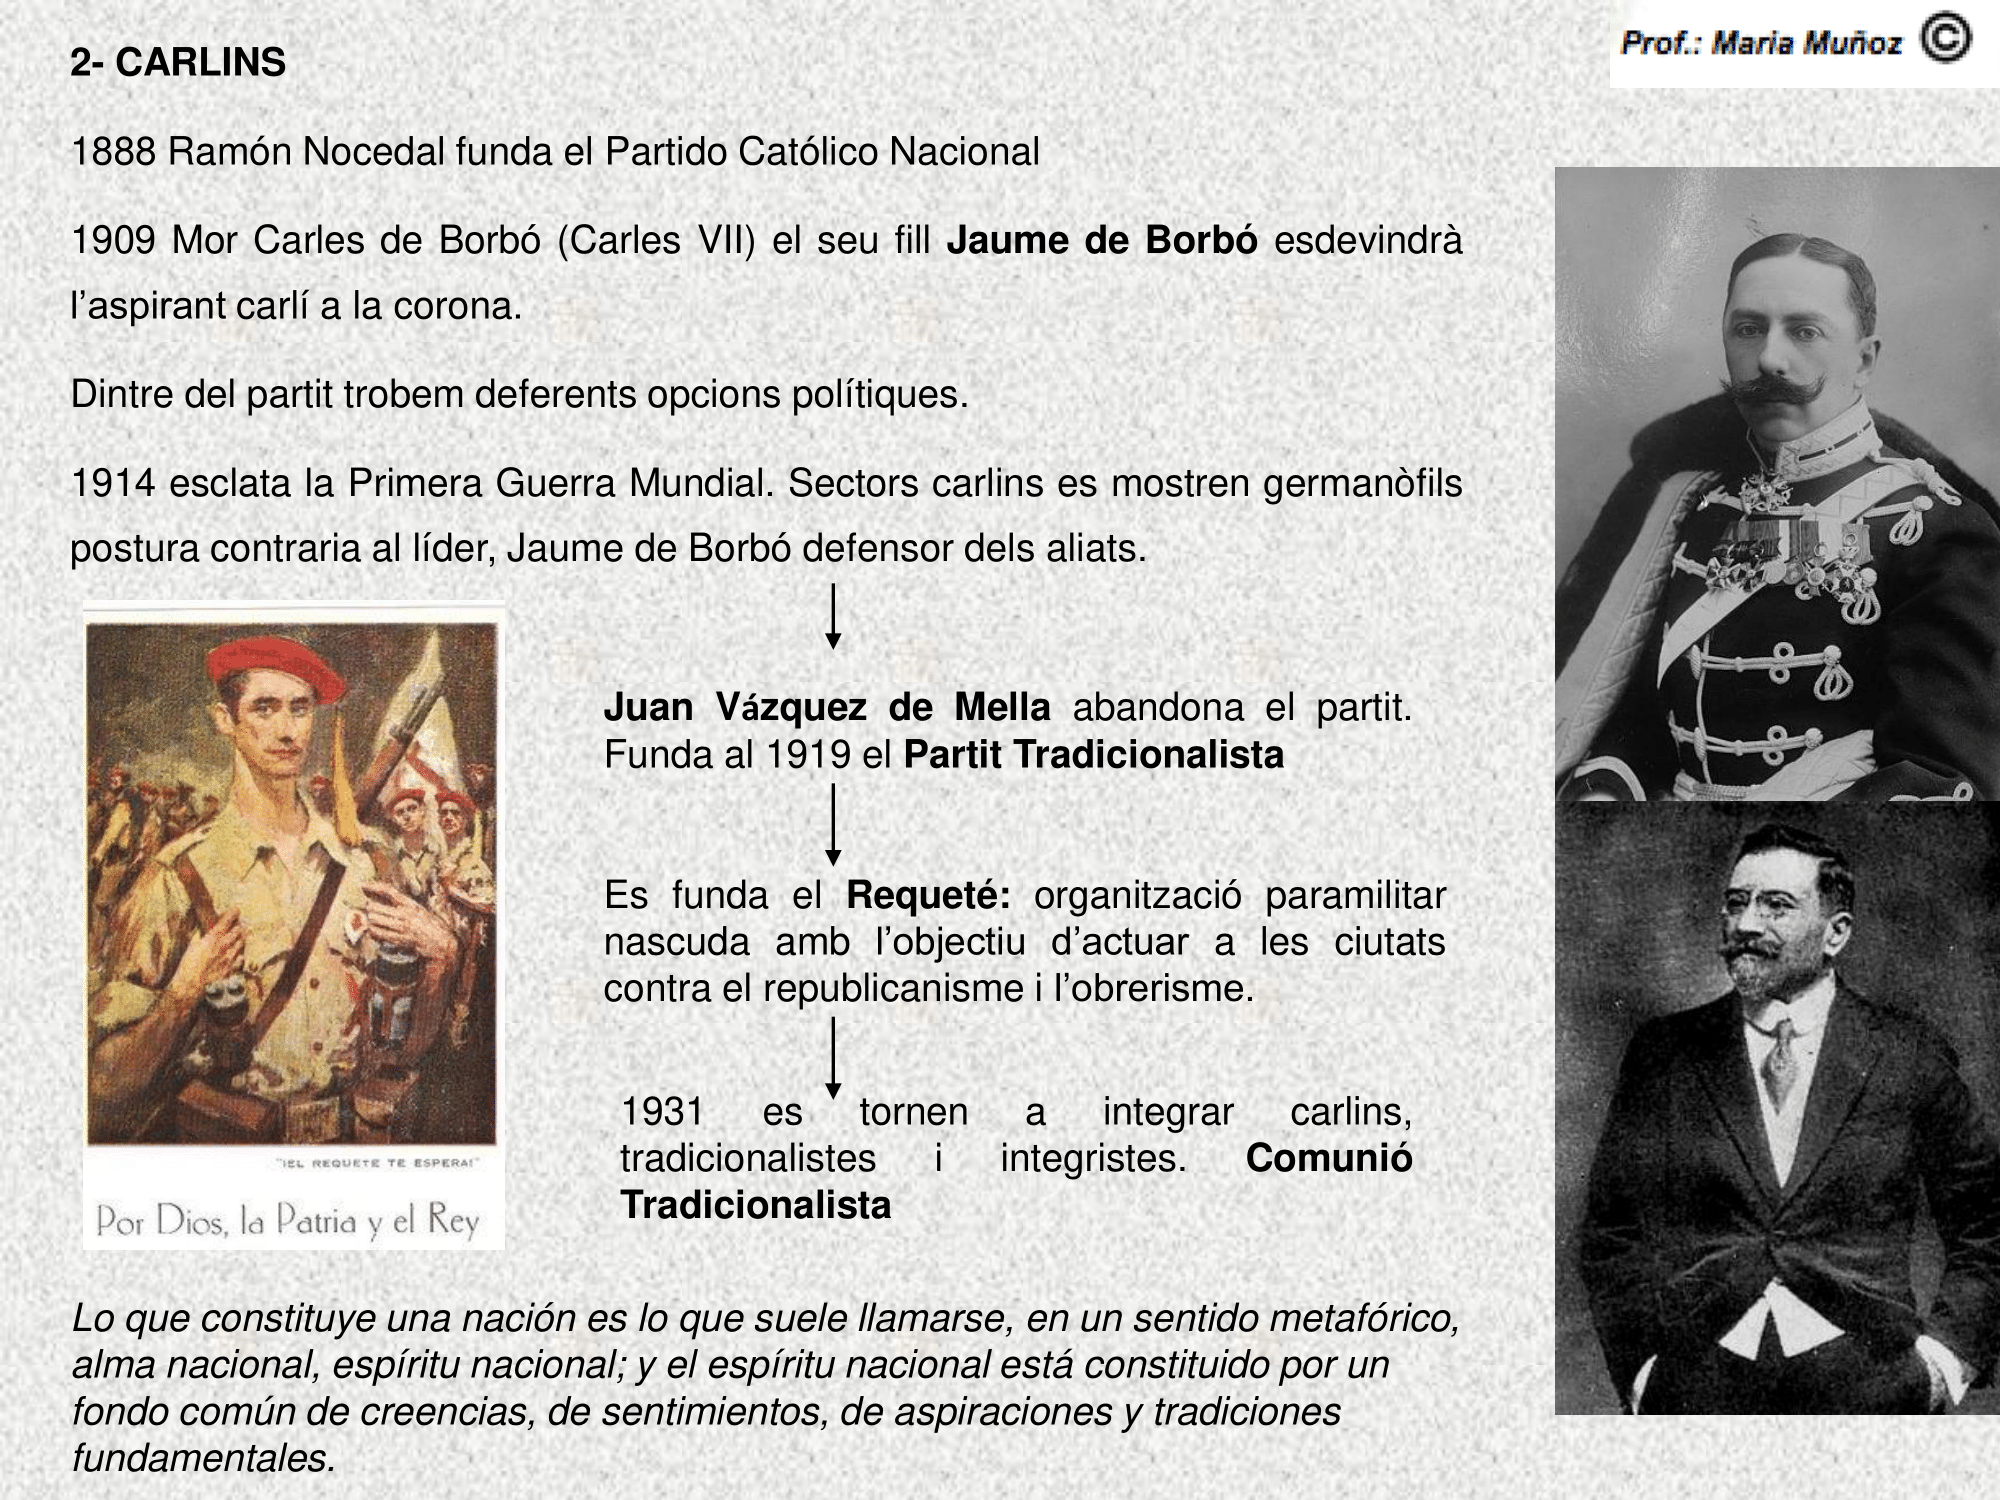 Prof.: Maria Muñoz ©
2- CARLINS
1888 Ramón Nocedal funda el Partido Católico Nacional
1909 Mor Carles de Borbó (Carles VII) el seu fill Jaume de Borbó esdevindrà
l’aspirant carlí a la corona.
Dintre del partit trobem deferents opcions polítiques.
1914 esclata la Primera Guerra Mundial. Sectors carlins es mostren germanòfils
postura contraria al líder, Jaume de Borbó defensor dels aliats.
Juan Vázquez de Mella abandona el partit.
Funda al 1919 el Partit Tradicionalista
Es funda el Requeté: organització paramilitar
nascuda amb l’objectiu d’actuar a les ciutats
contra el republicanisme i l’obrerisme.
1931 es tornen a integrar carlins,
tradicionalistes i integristes. Comunió
Tradicionalista
"¡EL REQUETE TE ESPERA!"
Por Dios, la Patria y el Rey
Lo que constituye una nación es lo que suele llamarse, en un sentido metafórico,
alma nacional, espíritu nacional; y el espíritu nacional está constituido por un
fondo común de creencias, de sentimientos, de aspiraciones y tradiciones
fundamentales.